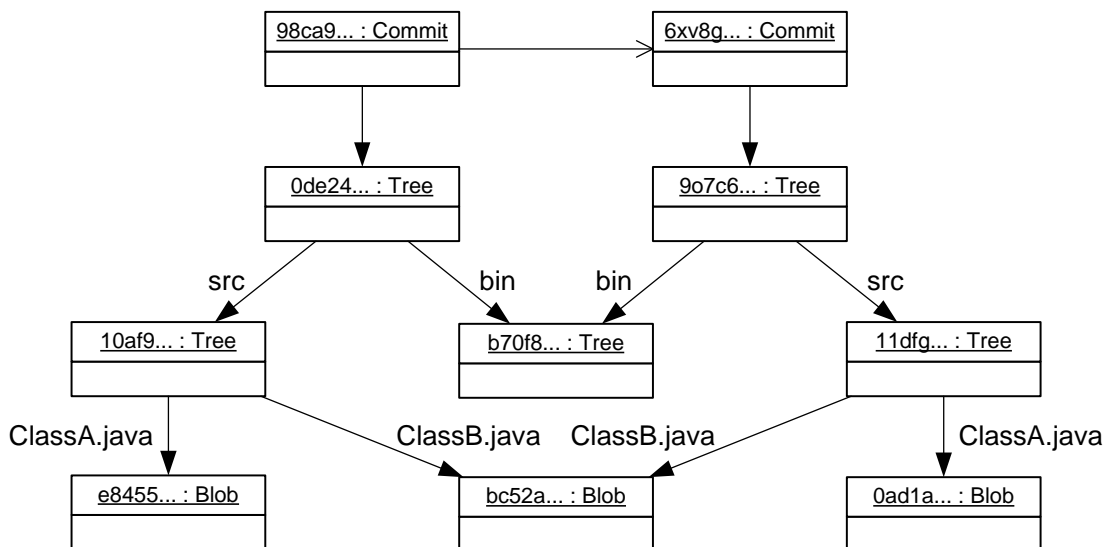 98ca9... : Commit
6xv8g... : Commit
0de24... : Tree
9o7c6... : Tree
src
bin
bin
src
10af9... : Tree
b70f8... : Tree
11dfg... : Tree
ClassA.java
ClassB.java
ClassB.java
ClassA.java
e8455... : Blob
bc52a... : Blob
0ad1a... : Blob